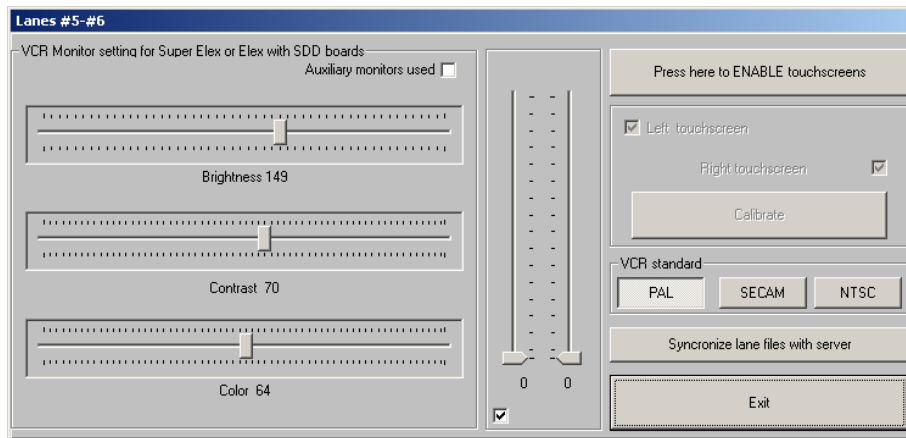 Lanes #5-#6
VCR Monitor setting for Super Elex or Elex with SDD boards
Auxiliary monitors used
Brightness 149
Contrast 70
Color 64
0 0
Press here to ENABLE touchscreens
Left touchscreen
Right touchscreen
Calibrate
VCR standard
PAL SECAM NTSC
Syncronize lane files with server
Exit